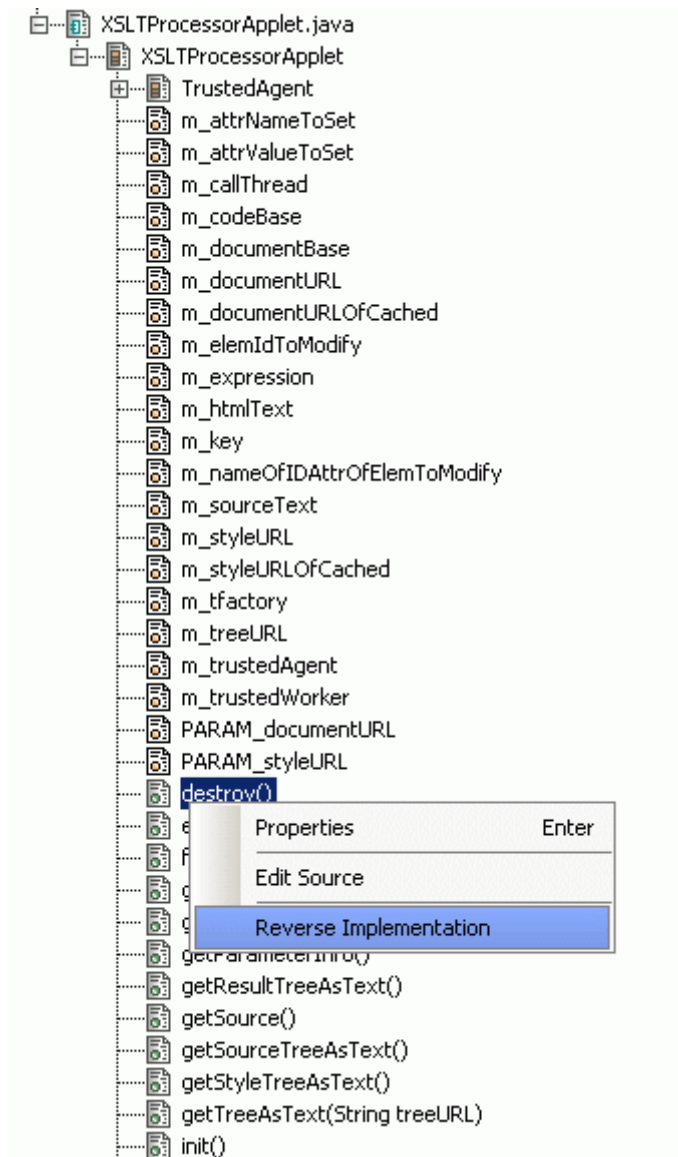 XSLTProcessorApplet.java
XSLTProcessorApplet
TrustedAgent
m_attrNameToSet
m_attrValueToSet
m_callThread
m_codeBase
m_documentBase
m_documentURL
m_documentURLOfCached
m_elemIdToModify
m_expression
m_htmlText
m_key
m_nameOfIDAttrOfElemToModify
m_sourceText
m_styleURL
m_styleURLOfCached
m_tfactory
m_treeURL
m_trustedAgent
m_trustedWorker
PARAM_documentURL
PARAM_styleURL
destroy()
Properties Enter
Edit Source
Reverse Implementation
getParameterInfo()
getResultTreeAsText()
getSource()
getSourceTreeAsText()
getStyleTreeAsText()
getTreeAsText(String treeURL)
init()